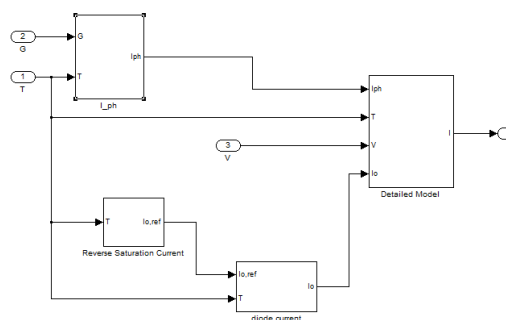 2
G
G
Iph
1
T
T
I_ph
Iph
T
3
V
V
I
Io
Detailed Model
T
Io,ref
Reverse Saturation Current
Io,ref
Io
T
diode current